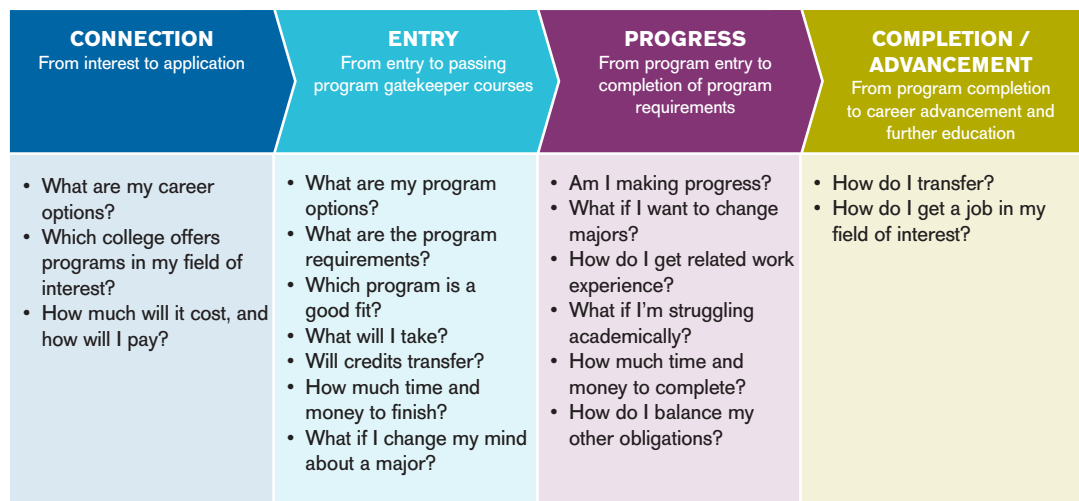 CONNECTION
From interest to application
ENTRY
From entry to passing
program gatekeeper courses
PROGRESS
From program entry to
completion of program
requirements
COMPLETION /
ADVANCEMENT
From program completion
to career advancement and
further education
• What are my career
options?
• Which college offers
programs in my field of
interest?
• How much will it cost, and
how will I pay?
• What are my program
options?
• What are the program
requirements?
• Which program is a
good fit?
• What will I take?
• Will credits transfer?
• How much time and
money to finish?
• What if I change my mind
about a major?
• Am I making progress?
• What if I want to change
majors?
• How do I get related work
experience?
• What if I’m struggling
academically?
• How much time and
money to complete?
• How do I balance my
other obligations?
• How do I transfer?
• How do I get a job in my
field of interest?